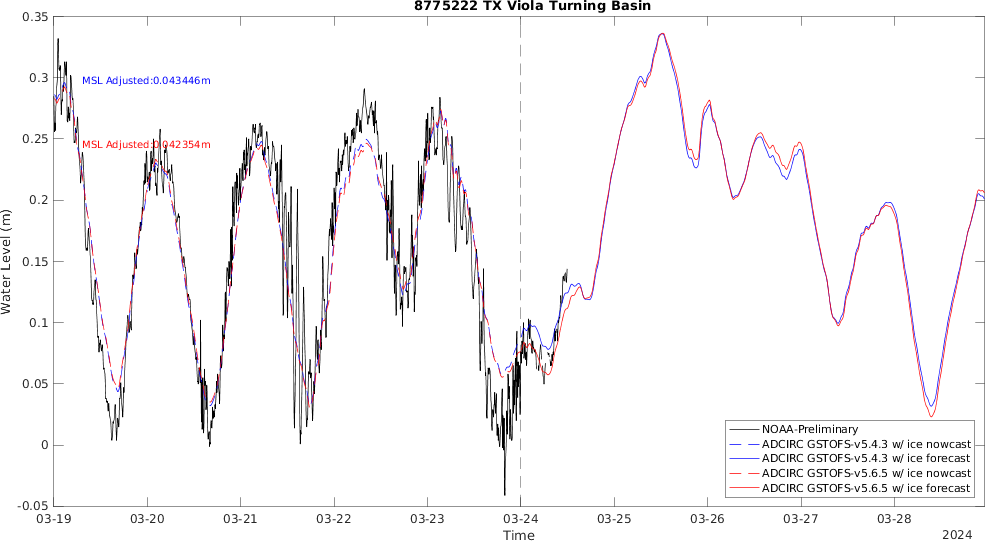 8775222 TX Viola Turning Basin
0.35
0.3
0.25
0.2
0.15
0.1
0.05
0
-0.05
Water Level (m)
MSL Adjusted:0.043446m
MSL Adjusted:0.042354m
NOAA-Preliminary
ADCIRC GSTOFS-v5.4.3 w/ ice nowcast
ADCIRC GSTOFS-v5.4.3 w/ ice forecast
ADCIRC GSTOFS-v5.6.5 w/ ice nowcast
ADCIRC GSTOFS-v5.6.5 w/ ice forecast
03-19 03-20 03-21 03-22 03-23 03-24 03-25 03-26 03-27 03-28
Time
2024